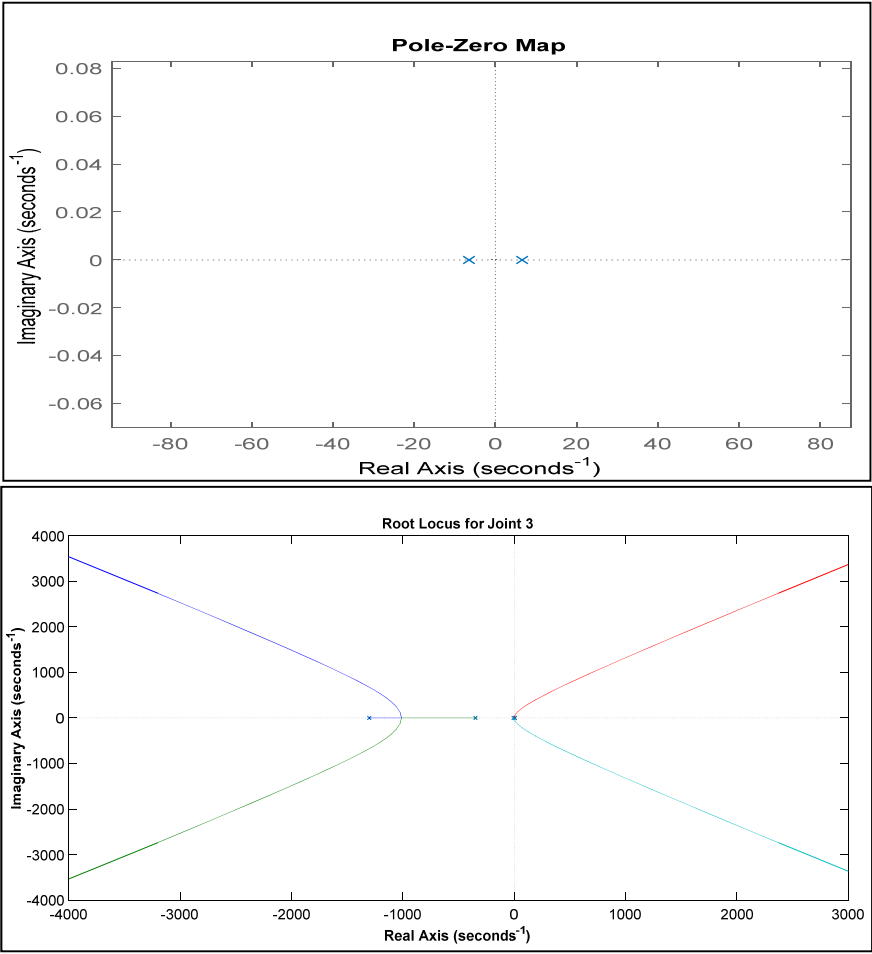 Pole-Zero Map
0.08
0.06
0.04
0.02
0
-0.02
-0.04
-0.06
Imaginary Axis (seconds⁻¹)
-80 -60 -40 -20 0 20 40 60 80
Real Axis (seconds⁻¹)
Root Locus for Joint 3
4000
3000
2000
1000
0
-1000
-2000
-3000
-4000
Imaginary Axis (seconds⁻¹)
-4000 -3000 -2000 -1000 0 1000 2000 3000
Real Axis (seconds⁻¹)